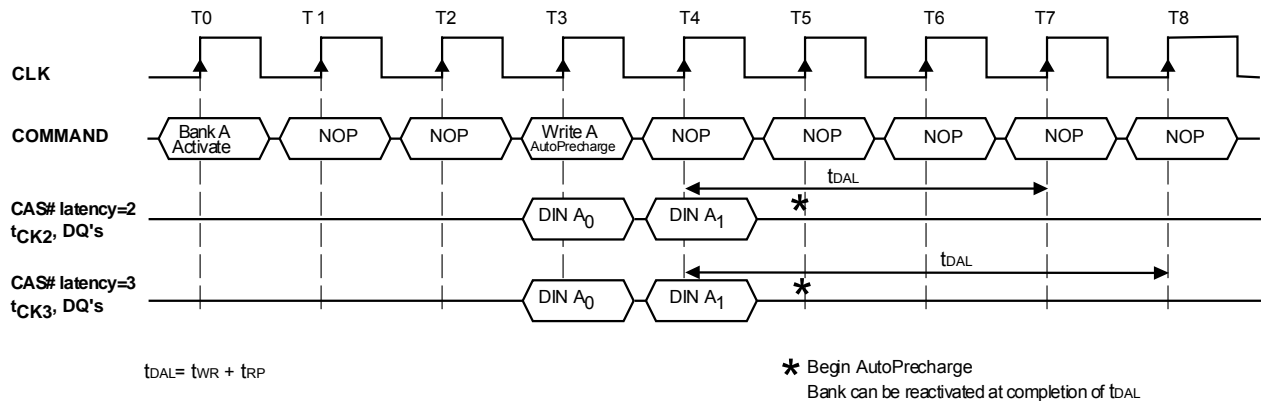 T0 T1 T2 T3 T4 T5 T6 T7 T8
CLK
COMMAND
Bank A
Activate
NOP
NOP
Write A
AutoPrecharge
NOP
NOP
NOP
NOP
NOP
tDAL
CAS# latency=2
tCK2, DQ's
DIN A0
DIN A1
*
tDAL
CAS# latency=3
tCK3, DQ's
DIN A0
DIN A1
*
tDAL= tWR + tRP
* Begin AutoPrecharge
Bank can be reactivated at completion of tDAL